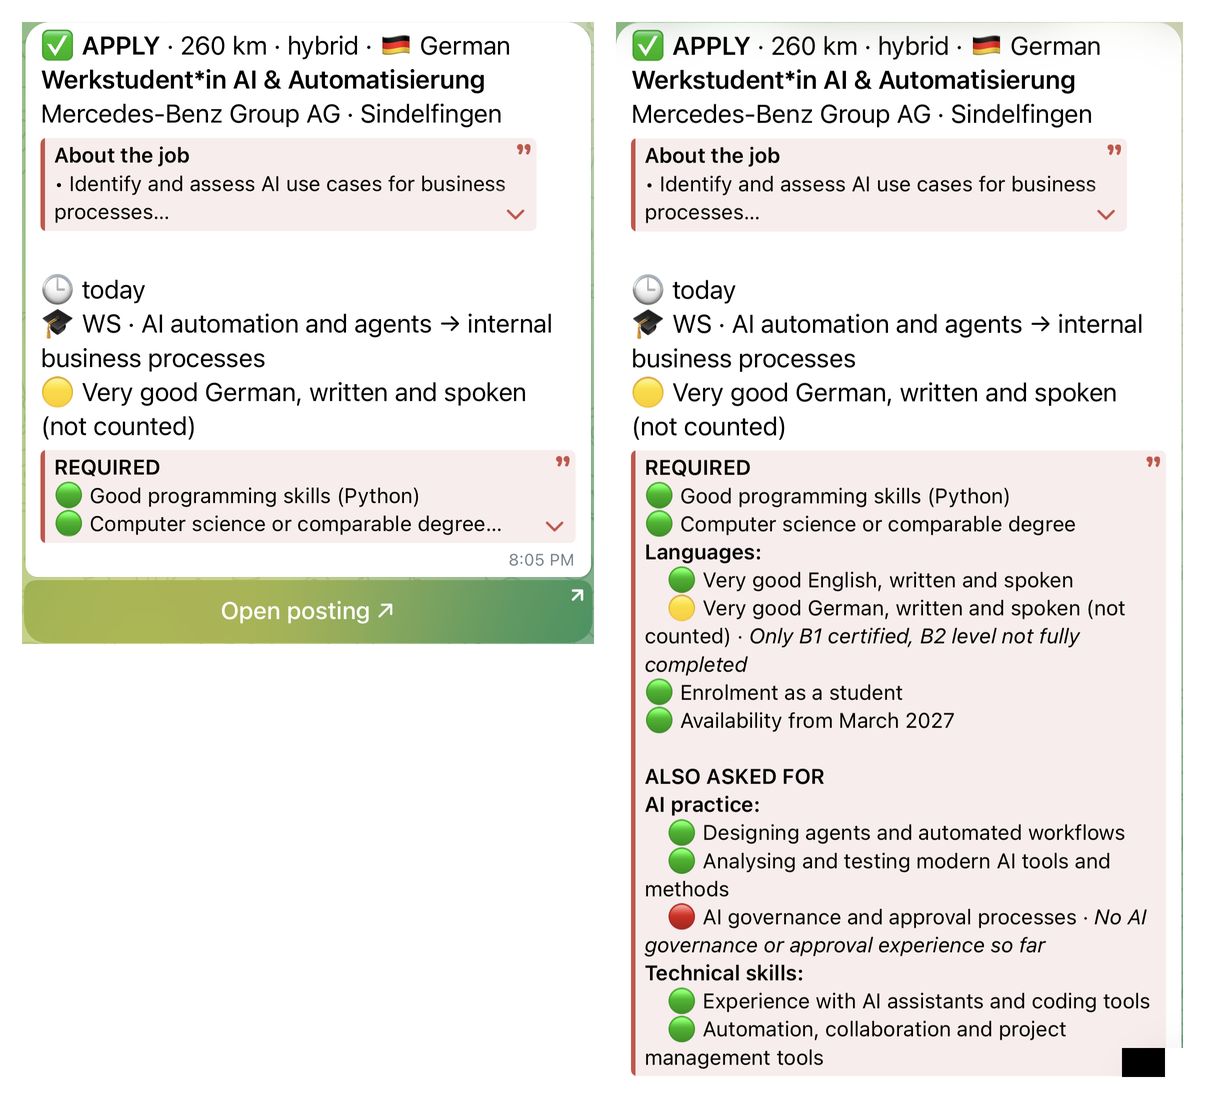 ✅ APPLY · 260 km · hybrid · 🇩🇪 German
Werkstudent*in AI & Automatisierung
Mercedes-Benz Group AG · Sindelfingen
About the job
• Identify and assess AI use cases for business
processes...
🕒 today
🎓 WS · AI automation and agents → internal
business processes
🟡 Very good German, written and spoken
(not counted)
REQUIRED
🟢 Good programming skills (Python)
🟢 Computer science or comparable degree...
8:05 PM
Open posting ↗
✅ APPLY · 260 km · hybrid · 🇩🇪 German
Werkstudent*in AI & Automatisierung
Mercedes-Benz Group AG · Sindelfingen
About the job
• Identify and assess AI use cases for business
processes...
🕒 today
🎓 WS · AI automation and agents → internal
business processes
🟡 Very good German, written and spoken
(not counted)
REQUIRED
🟢 Good programming skills (Python)
🟢 Computer science or comparable degree
Languages:
🟢 Very good English, written and spoken
🟡 Very good German, written and spoken (not
counted) · Only B1 certified, B2 level not fully
completed
🟢 Enrolment as a student
🟢 Availability from March 2027
ALSO ASKED FOR
AI practice:
🟢 Designing agents and automated workflows
🟢 Analysing and testing modern AI tools and
methods
🔴 AI governance and approval processes · No AI
governance or approval experience so far
Technical skills:
🟢 Experience with AI assistants and coding tools
🟢 Automation, collaboration and project
management tools